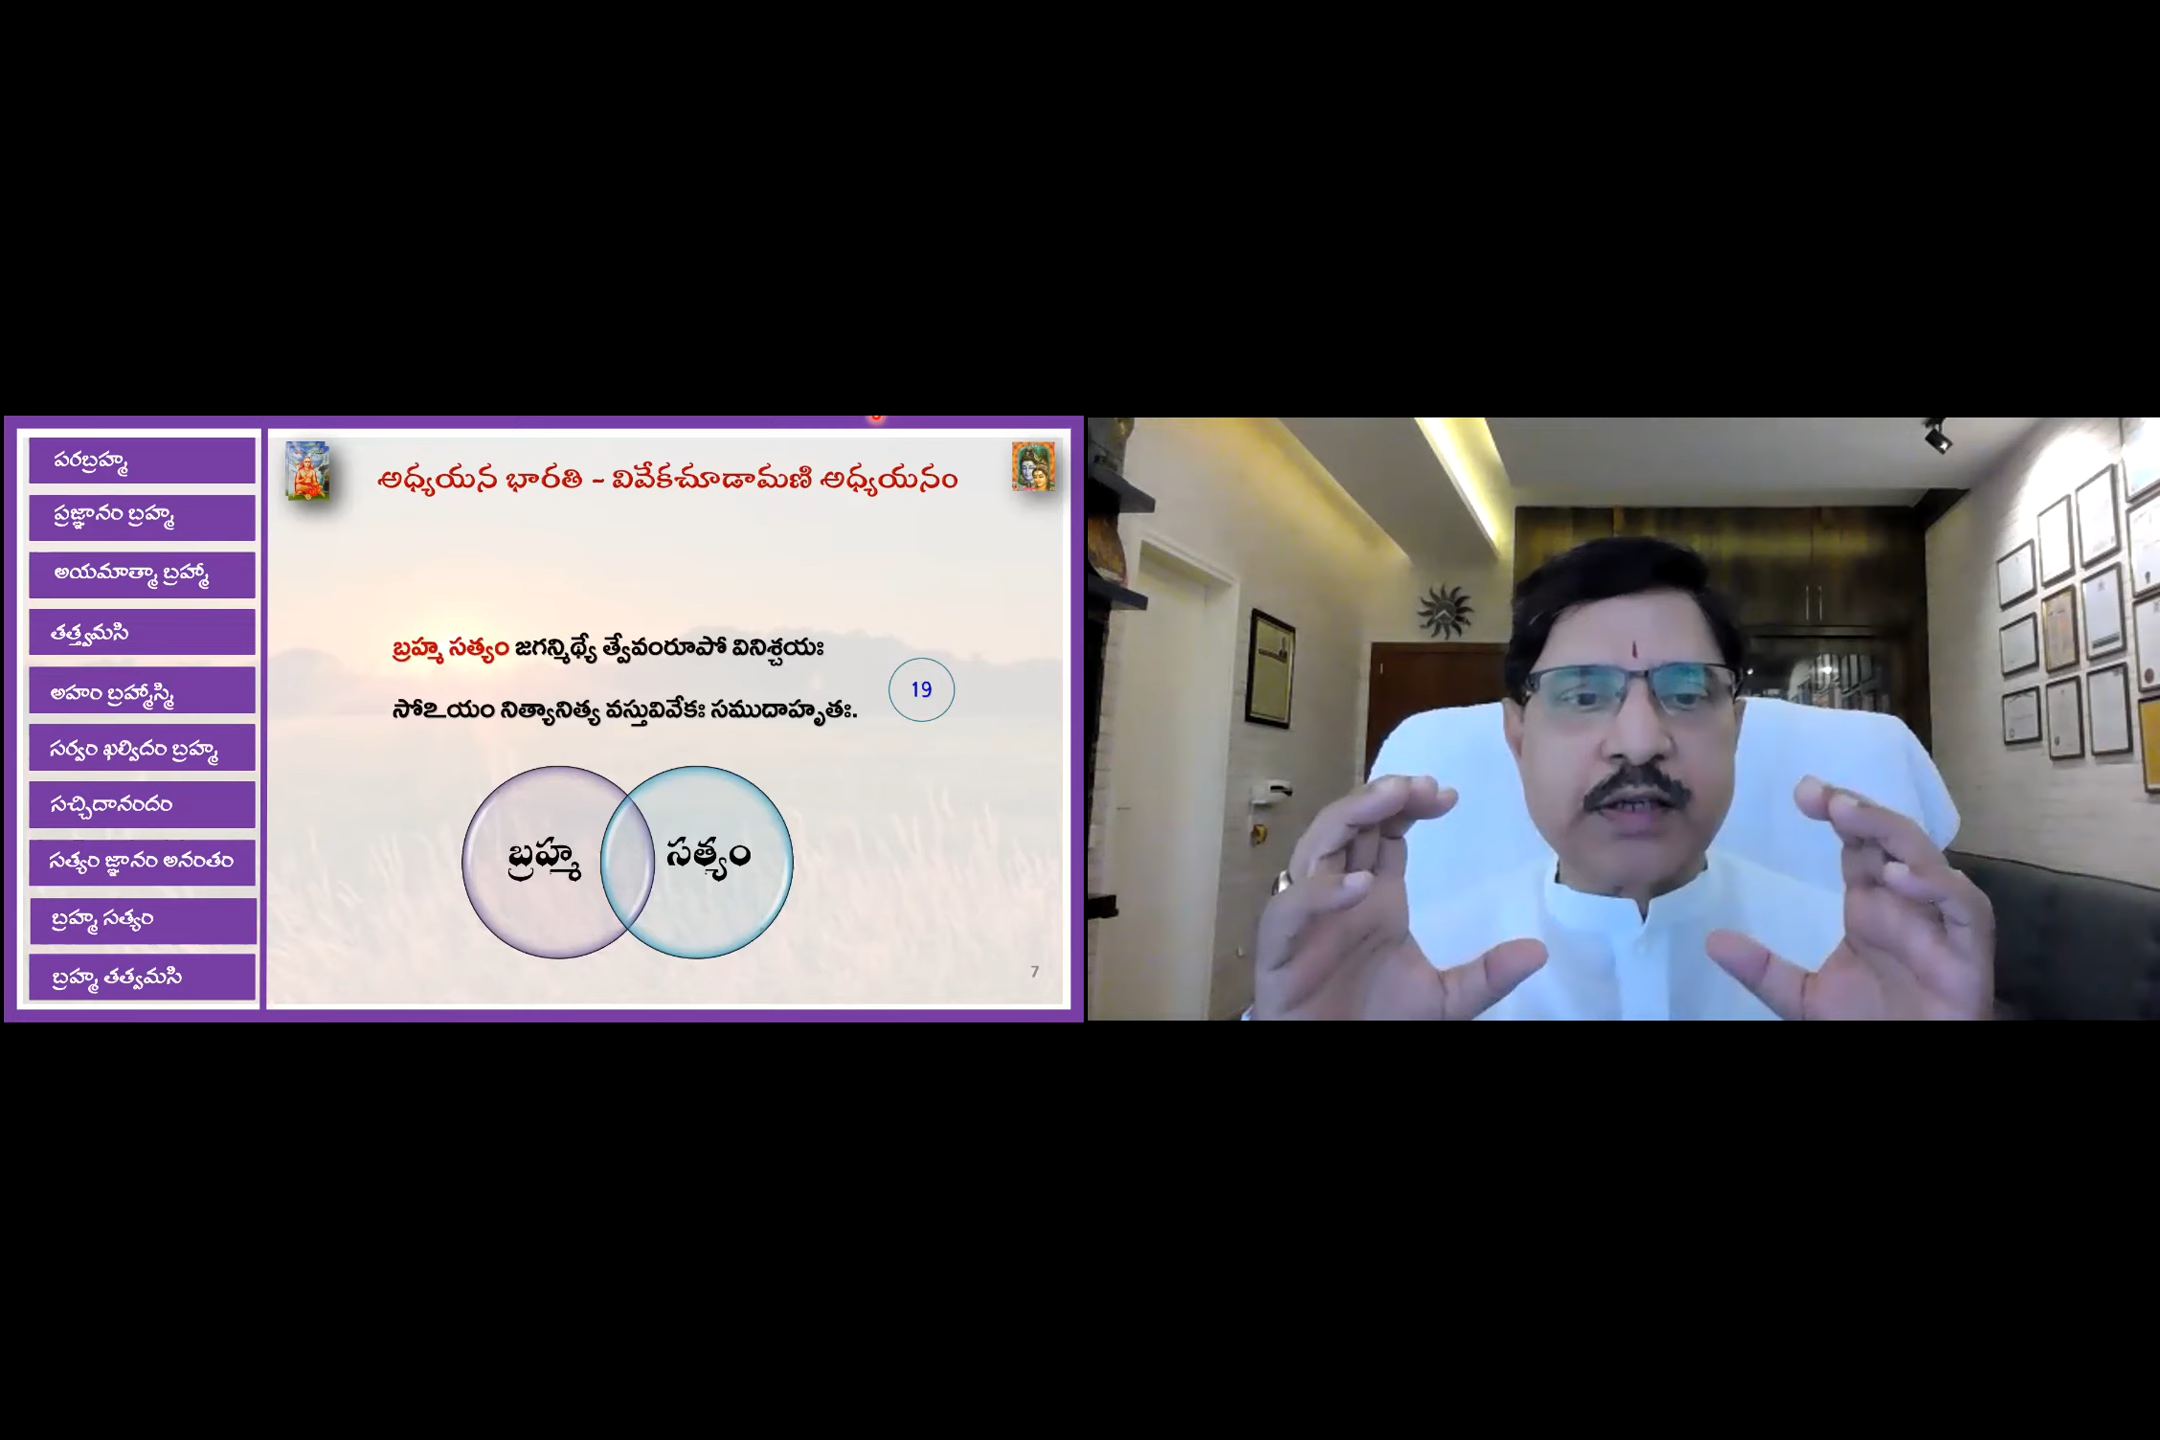 పరబ్రహ్మ
ప్రజ్ఞానం బ్రహ్మ
అయమాత్మా బ్రహ్మా
తత్త్వమసి
అహం బ్రహ్మాస్మి
సర్వం ఖల్విదం బ్రహ్మ
సచ్చిదానందం
సత్యం జ్ఞానం అనంతం
బ్రహ్మ సత్యం
బ్రహ్మ తత్వమసి
అధ్యయన భారతి - వివేకచూడామణి అధ్యయనం
బ్రహ్మ సత్యం జగన్మిథ్యే త్వేవంరూపో వినిశ్చయః
సోఽయం నిత్యానిత్య వస్తువివేకః సముదాహృతః.
19
బ్రహ్మ
సత్యం
7